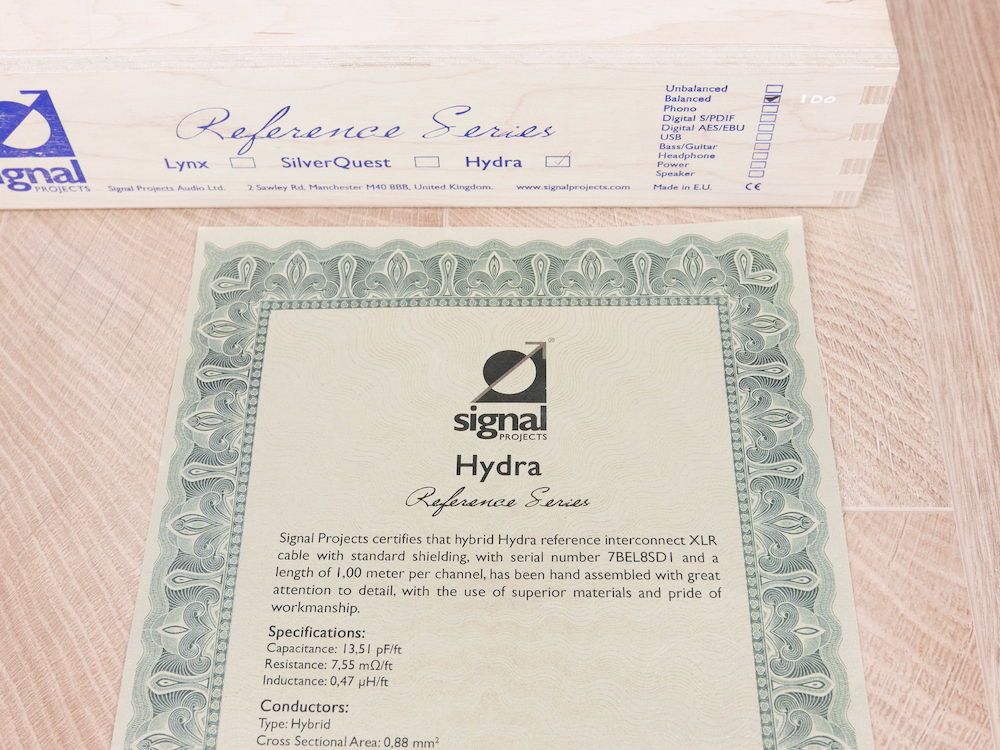 Unbalanced
Balanced 100
Phono
Digital S/PDIF
Digital AES/EBU
USB
Bass/Guitar
Headphone
Power
Speaker
Made in E.U. CE
Reference Series
Lynx SilverQuest Hydra
PROJECTS
Signal Projects Audio Ltd. 2 Sawley Rd, Manchester M40 8BB, United Kingdom. www.signalprojects.com
signal
PROJECTS
Hydra
Reference Series
Signal Projects certifies that hybrid Hydra reference interconnect XLR
cable with standard shielding, with serial number 7BEL8SD1 and a
length of 1,00 meter per channel, has been hand assembled with great
attention to detail, with the use of superior materials and pride of
workmanship.
Specifications:
Capacitance: 13,51 pF/ft
Resistance: 7,55 mΩ/ft
Inductance: 0,47 µH/ft
Conductors:
Type: Hybrid
Cross Sectional Area: 0,88 mm²